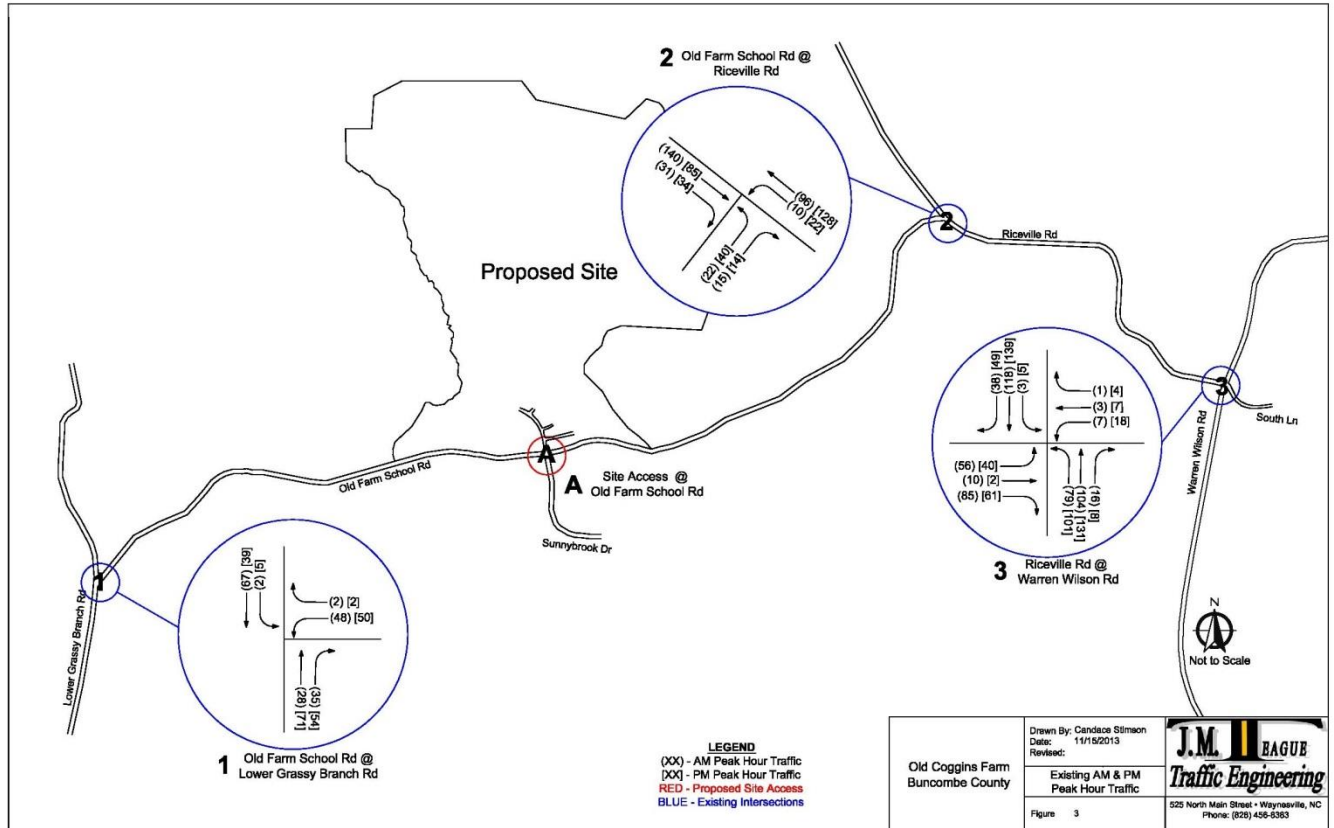 2 Old Farm School Rd @
Riceville Rd
(140) [85]
(31) [34]
(96) [128]
(10) [22]
(22) [40]
(15) [14]
2
Riceville Rd
Proposed Site
(38) [49]
(118) [139]
(3) [5]
(1) [4]
(3) [7]
(7) [18]
(56) [40]
(10) [2]
(85) [61]
(79) [101]
(104) [131]
(16) [8]
3
South Ln
Warren Wilson Rd
3 Riceville Rd @
Warren Wilson Rd
A
Old Farm School Rd
A Site Access @
Old Farm School Rd
Sunnybrook Dr
1
Lower Grassy Branch Rd
(67) [39]
(2) [5]
(2) [2]
(48) [50]
(28) [71]
(35) [54]
1 Old Farm School Rd @
Lower Grassy Branch Rd
N
Not to Scale
LEGEND
(XX) - AM Peak Hour Traffic
[XX] - PM Peak Hour Traffic
RED - Proposed Site Access
BLUE - Existing Intersections
Old Coggins Farm
Buncombe County
Drawn By: Candace Stimson
Date: 11/15/2013
Revised:
Existing AM & PM
Peak Hour Traffic
Figure 3
J.M. TEAGUE
Traffic Engineering
525 North Main Street • Waynesville, NC
Phone: (828) 456-8383